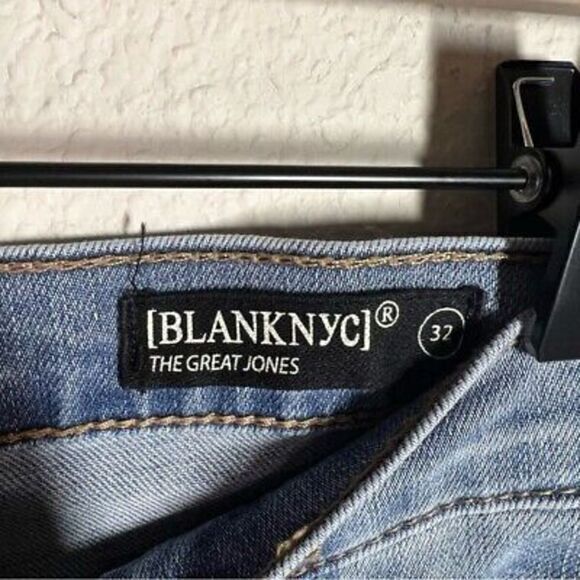 [BLANKNYC]®
THE GREAT JONES
32